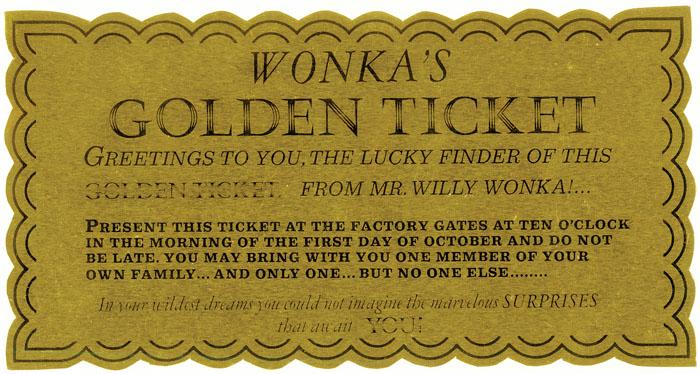 WONKA'S
GOLDEN TICKET
GREETINGS TO YOU, THE LUCKY FINDER OF THIS
GOLDEN TICKET FROM MR. WILLY WONKA!...
PRESENT THIS TICKET AT THE FACTORY GATES AT TEN O'CLOCK
IN THE MORNING OF THE FIRST DAY OF OCTOBER AND DO NOT
BE LATE. YOU MAY BRING WITH YOU ONE MEMBER OF YOUR
OWN FAMILY... AND ONLY ONE... BUT NO ONE ELSE........
In your wildest dreams you could not imagine the marvelous SURPRISES
that YOU!